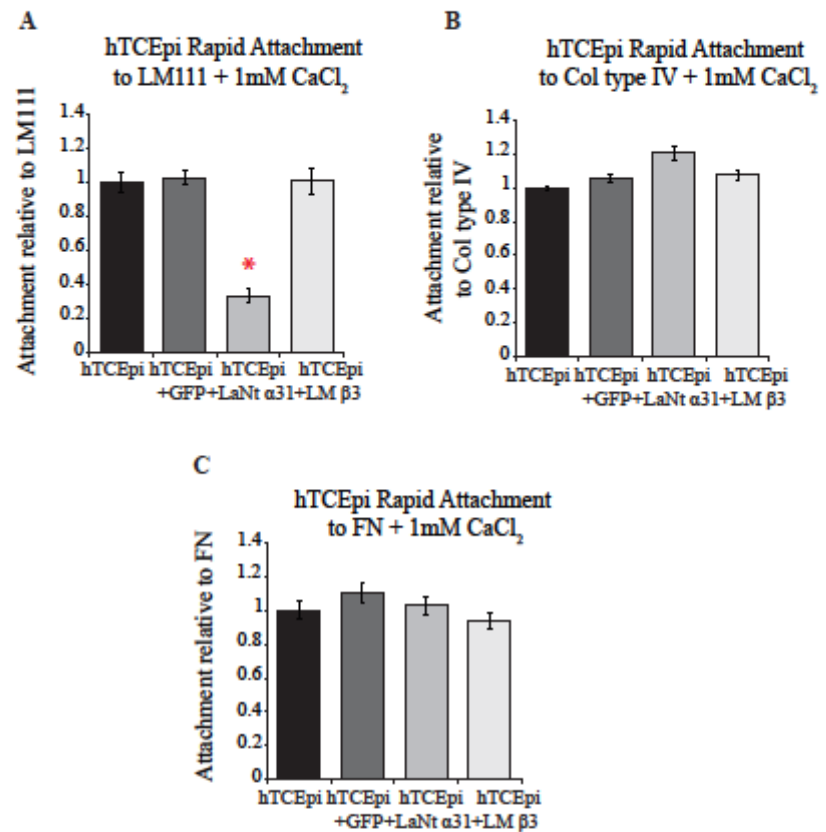 A
hTCEpi Rapid Attachment
to LM111 + 1mM CaCl₂
Attachment relative to LM111
1.4
1.2
1
0.8
0.6
0.4
0.2
0
*
hTCEpi hTCEpi hTCEpi hTCEpi
+GFP+LaNt α31+LM β3
B
hTCEpi Rapid Attachment
to Col type IV + 1mM CaCl₂
Attachment relative
to Col type IV
1.4
1.2
1
0.8
0.6
0.4
0.2
0
hTCEpi hTCEpi hTCEpi hTCEpi
+GFP+LaNt α31+LM β3
C
hTCEpi Rapid Attachment
to FN + 1mM CaCl₂
Attachment relative to FN
1.4
1.2
1
0.8
0.6
0.4
0.2
0
hTCEpi hTCEpi hTCEpi hTCEpi
+GFP+LaNt α31+LM β3